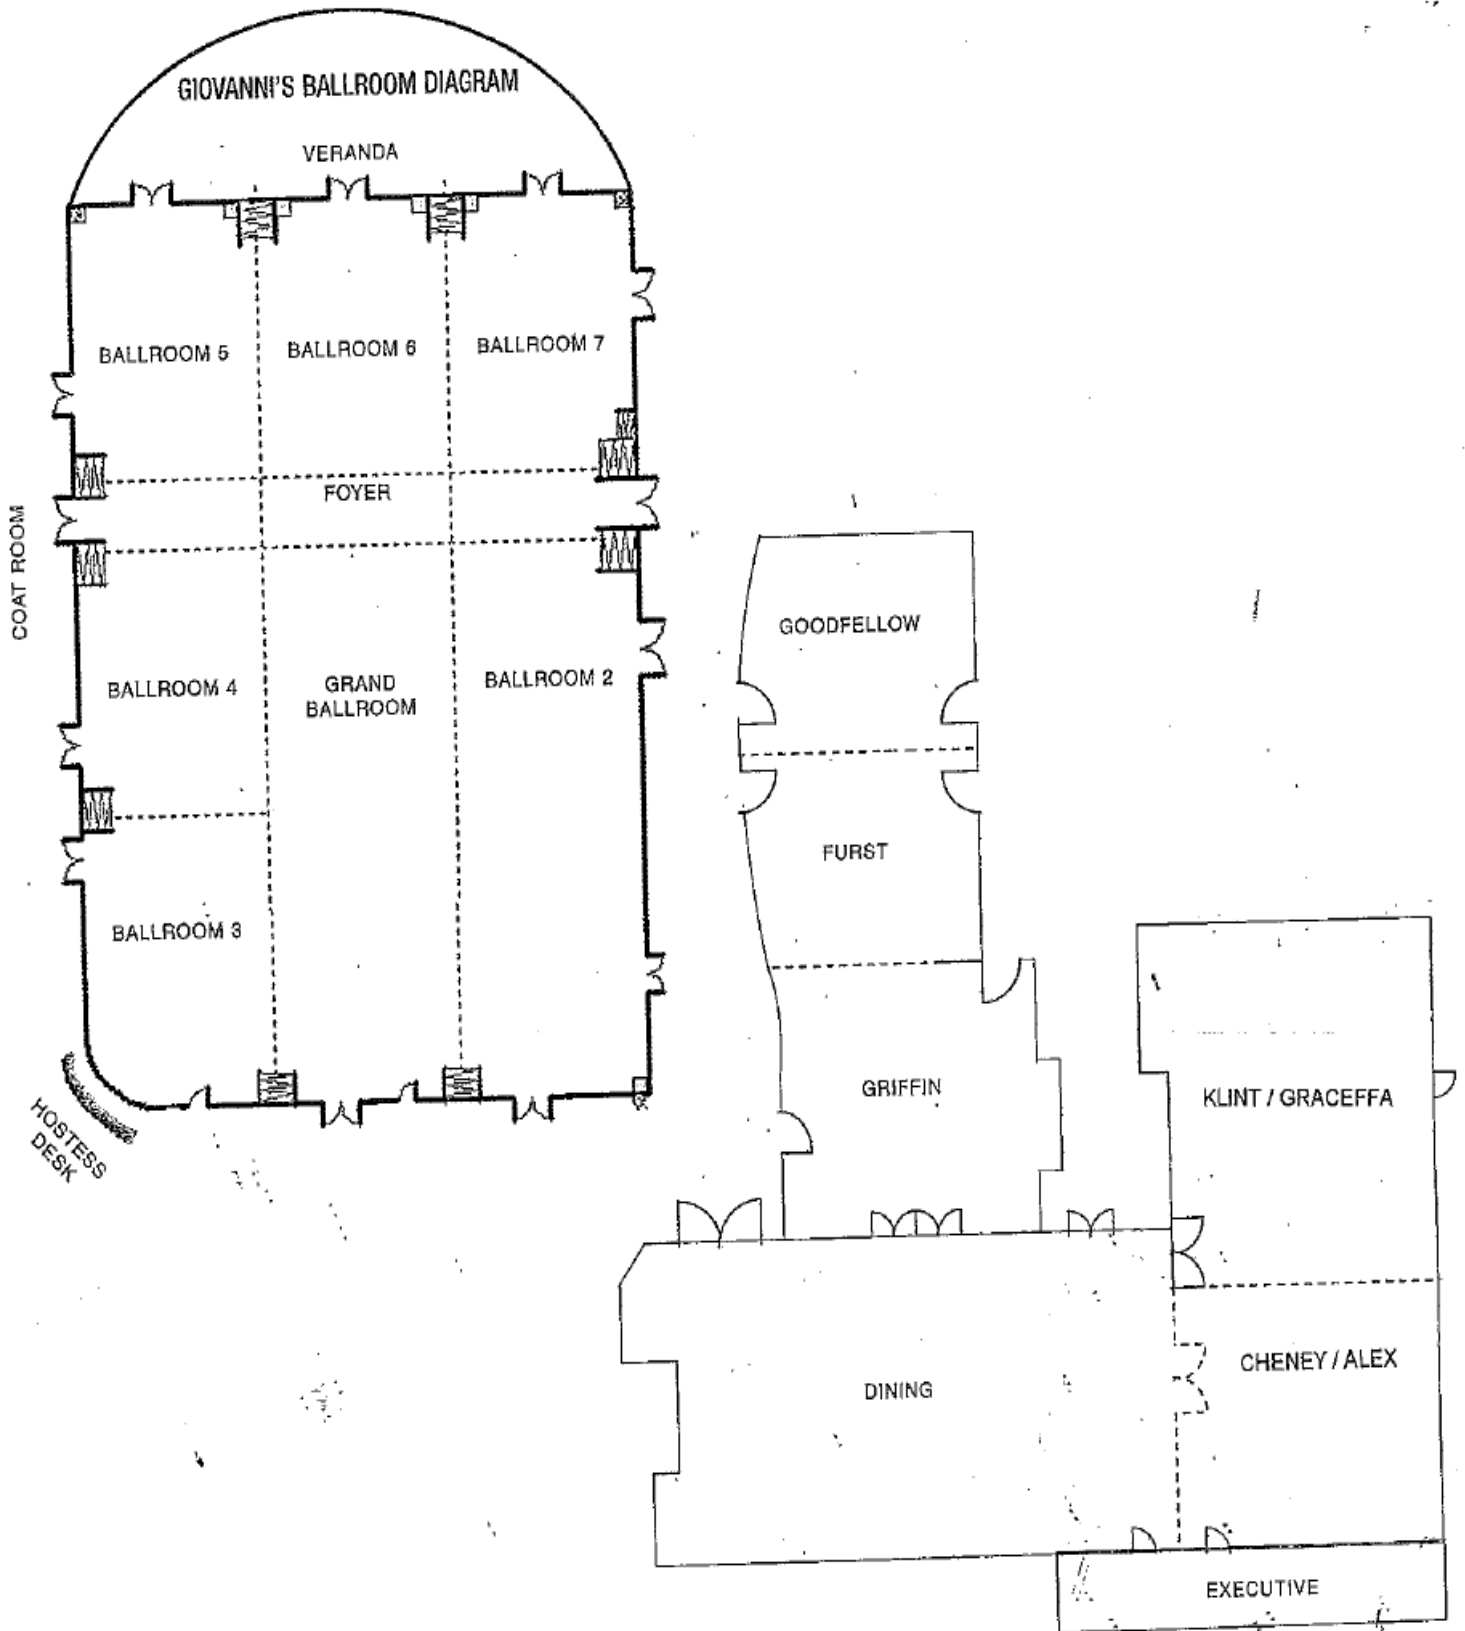 GIOVANNI'S BALLROOM DIAGRAM
VERANDA
BALLROOM 5
BALLROOM 6
BALLROOM 7
FOYER
COAT ROOM
BALLROOM 4
GRAND
BALLROOM
BALLROOM 2
BALLROOM 3
HOSTESS
DESK
GOODFELLOW
FURST
GRIFFIN
KLINT / GRACEFFA
DINING
CHENEY / ALEX
EXECUTIVE